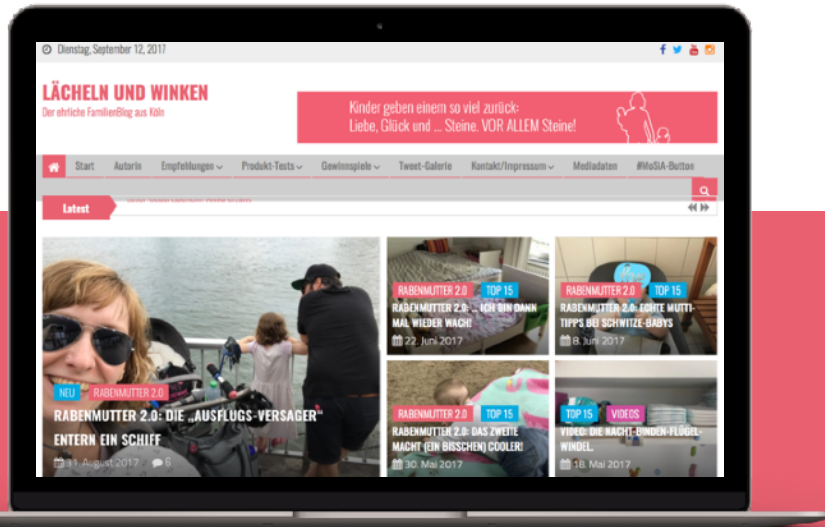 Dienstag, September 12, 2017
LÄCHELN UND WINKEN
Der ehrliche FamilienBlog aus Köln
Kinder geben einem so viel zurück:
Liebe, Glück und ... Steine. VOR ALLEM Steine!
Start Autorin Empfehlungen Produkt-Tests Gewinnspiele Tweet-Galerie Kontakt/Impressum Mediadaten #MoSiA-Button
Latest
NEU RABENMUTTER 2.0
RABENMUTTER 2.0: DIE „AUSFLUGS-VERSAGER“
ENTERN EIN SCHIFF
31. August 2017 6
RABENMUTTER 2.0 TOP 15
RABENMUTTER 2.0: ... ICH BIN DANN
MAL WIEDER WACH!
22. Juni 2017
RABENMUTTER 2.0 TOP 15
RABENMUTTER 2.0: ECHTE MUTTI-
TIPPS BEI SCHWITZE-BABYS
8. Juni 2017
RABENMUTTER 2.0 TOP 15
RABENMUTTER 2.0: DAS ZWEITE
MACHT (EIN BISSCHEN) COOLER!
30. Mai 2017
TOP 15 VIDEOS
VIDEO: DIE NACHT-BINDEN-FLÜGEL-
WINDEL.
18. Mai 2017